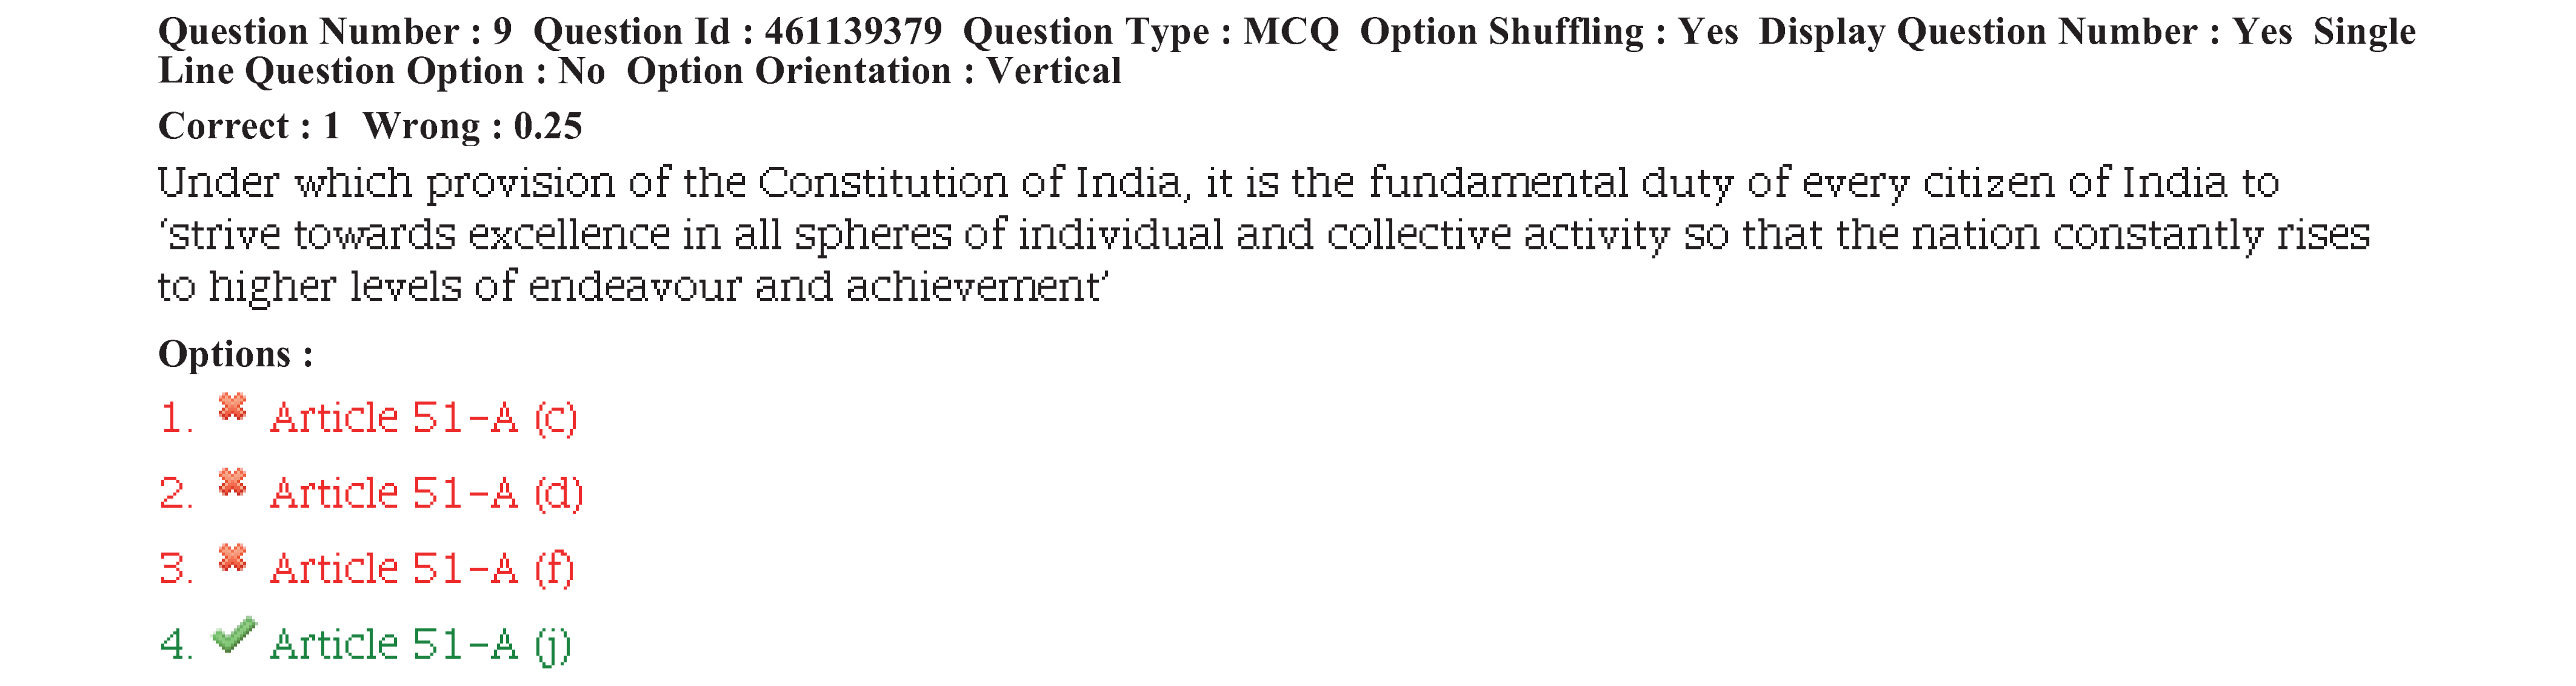 Question Number : 9 Question Id : 461139379 Question Type : MCQ Option Shuffling : Yes Display Question Number : Yes Single
Line Question Option : No Option Orientation : Vertical
Correct : 1 Wrong : 0.25
Under which provision of the Constitution of India, it is the fundamental duty of every citizen of India to
‘strive towards excellence in all spheres of individual and collective activity so that the nation constantly rises
to higher levels of endeavour and achievement’
Options :
1. Article 51-A (c)
2. Article 51-A (d)
3. Article 51-A (f)
4. Article 51-A (j)